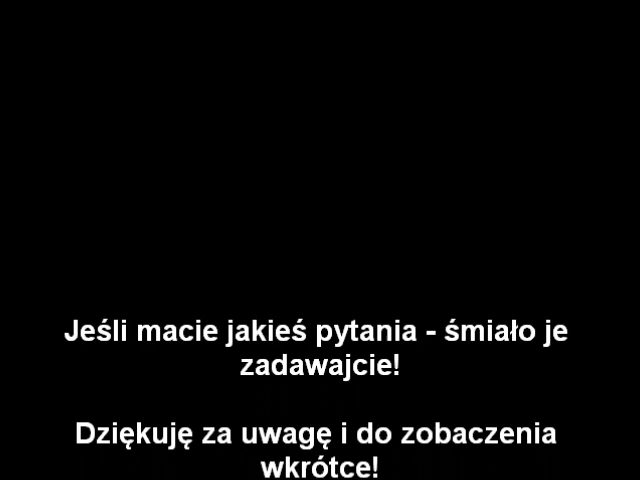 Jeśli macie jakieś pytania - śmiało je
zadawajcie!
Dziękuję za uwagę i do zobaczenia
wkrótce!